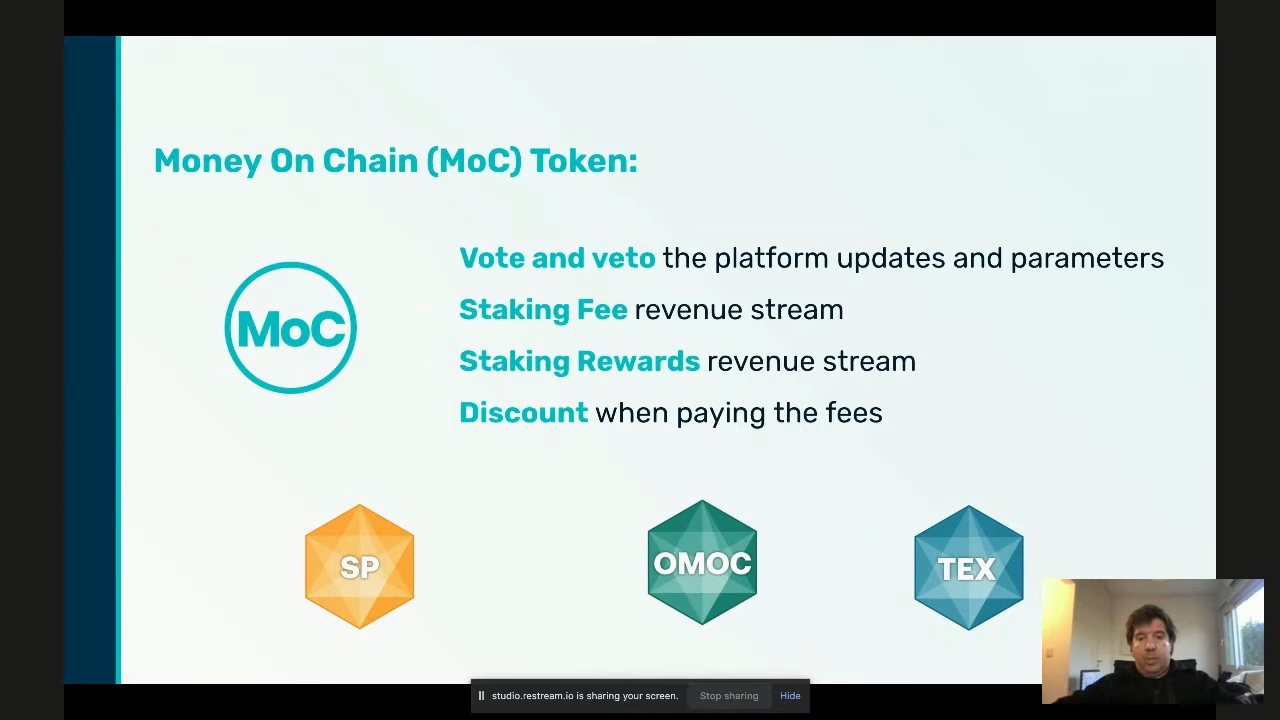 Money On Chain (MoC) Token:
Vote and veto the platform updates and parameters
MoC
Staking Fee revenue stream
Staking Rewards revenue stream
Discount when paying the fees
SP
OMOC
TEX
studio.restream.io is sharing your screen.
Stop sharing
Hide